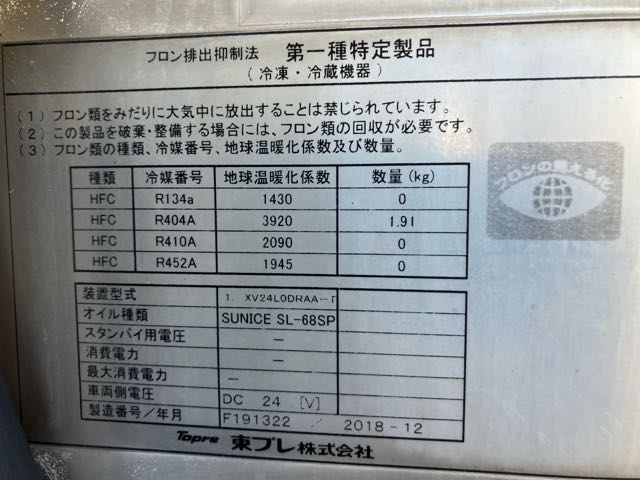 フロン排出抑制法 第一種特定製品
(冷凍・冷蔵機器)
(1) フロン類をみだりに大気中に放出することは禁じられています。
(2) この製品を破棄・整備する場合には、フロン類の回収が必要です。
(3) フロン類の種類、冷媒番号、地球温暖化係数及び数量。
種類 冷媒番号 地球温暖化係数 数量(kg)
HFC R134a 1430 0
HFC R404A 3920 1.91
HFC R410A 2090 0
HFC R452A 1945 0
フロンの見える化
装置型式 1. XV24L0DRAA-
オイル種類 SUNICE SL-68SP
スタンバイ用電圧 —
消費電力 —
最大消費電力 —
車両側電圧 DC 24 [V]
製造番号/年月 F191322 2018-12
Topre 東プレ株式会社